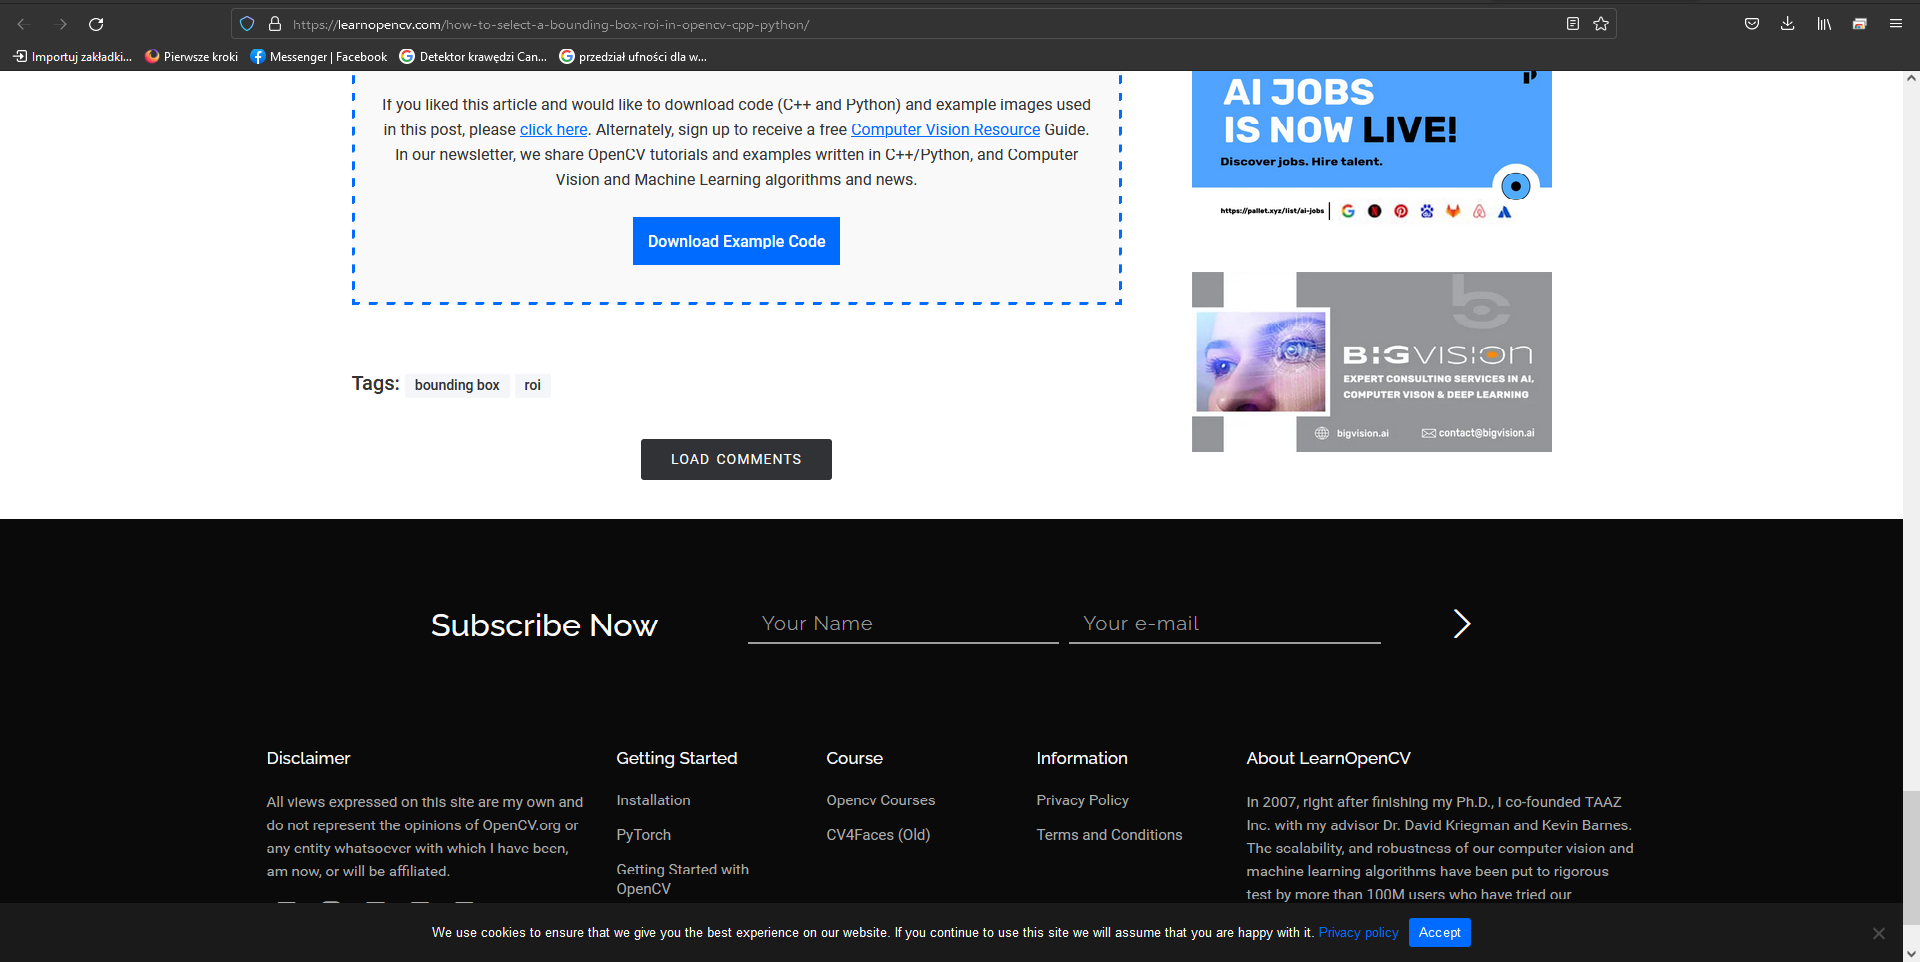 https://learnopencv.com/how-to-select-a-bounding-box-roi-in-opencv-cpp-python/
Importuj zakładki... Pierwsze kroki Messenger | Facebook Detektor krawędzi Can... przedział ufności dla w...
If you liked this article and would like to download code (C++ and Python) and example images used
in this post, please click here. Alternately, sign up to receive a free Computer Vision Resource Guide.
In our newsletter, we share OpenCV tutorials and examples written in C++/Python, and Computer
Vision and Machine Learning algorithms and news.
Download Example Code
AI JOBS
IS NOW LIVE!
Discover jobs. Hire talent.
https://pallet.xyz/list/ai-jobs
BIGVISION
EXPERT CONSULTING SERVICES IN AI,
COMPUTER VISON & DEEP LEARNING
bigvision.ai contact@bigvision.ai
Tags: bounding box roi
LOAD COMMENTS
Subscribe Now Your Name Your e-mail
Disclaimer
All views expressed on this site are my own and
do not represent the opinions of OpenCV.org or
any entity whatsoever with which I have been,
am now, or will be affiliated.
Getting Started
Installation
PyTorch
Getting Started with
OpenCV
Course
Opencv Courses
CV4Faces (Old)
Information
Privacy Policy
Terms and Conditions
About LearnOpenCV
In 2007, right after finishing my Ph.D., I co-founded TAAZ
Inc. with my advisor Dr. David Kriegman and Kevin Barnes.
The scalability, and robustness of our computer vision and
machine learning algorithms have been put to rigorous
test by more than 100M users who have tried our
We use cookies to ensure that we give you the best experience on our website. If you continue to use this site we will assume that you are happy with it. Privacy policy Accept